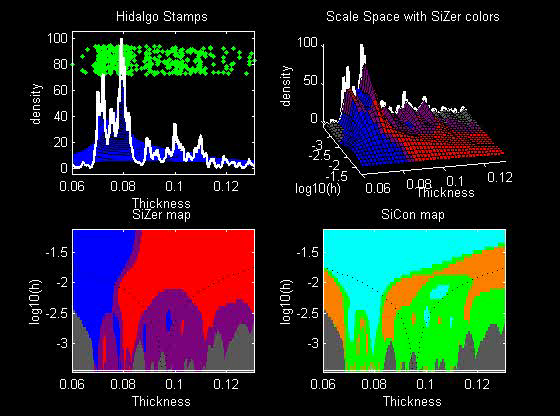 Hidalgo Stamps
Scale Space with SiZer colors
100
80
60
40
20
0
density
0.06 0.08 0.1 0.12
Thickness
100
50
0
density
-3
-2.5
-2
-1.5
log10(h)
0.06 0.08 0.1 0.12
Thickness
SiZer map
SiCon map
-1.5
-2
-2.5
-3
log10(h)
0.06 0.08 0.1 0.12
Thickness
-1.5
-2
-2.5
-3
log10(h)
0.06 0.08 0.1 0.12
Thickness